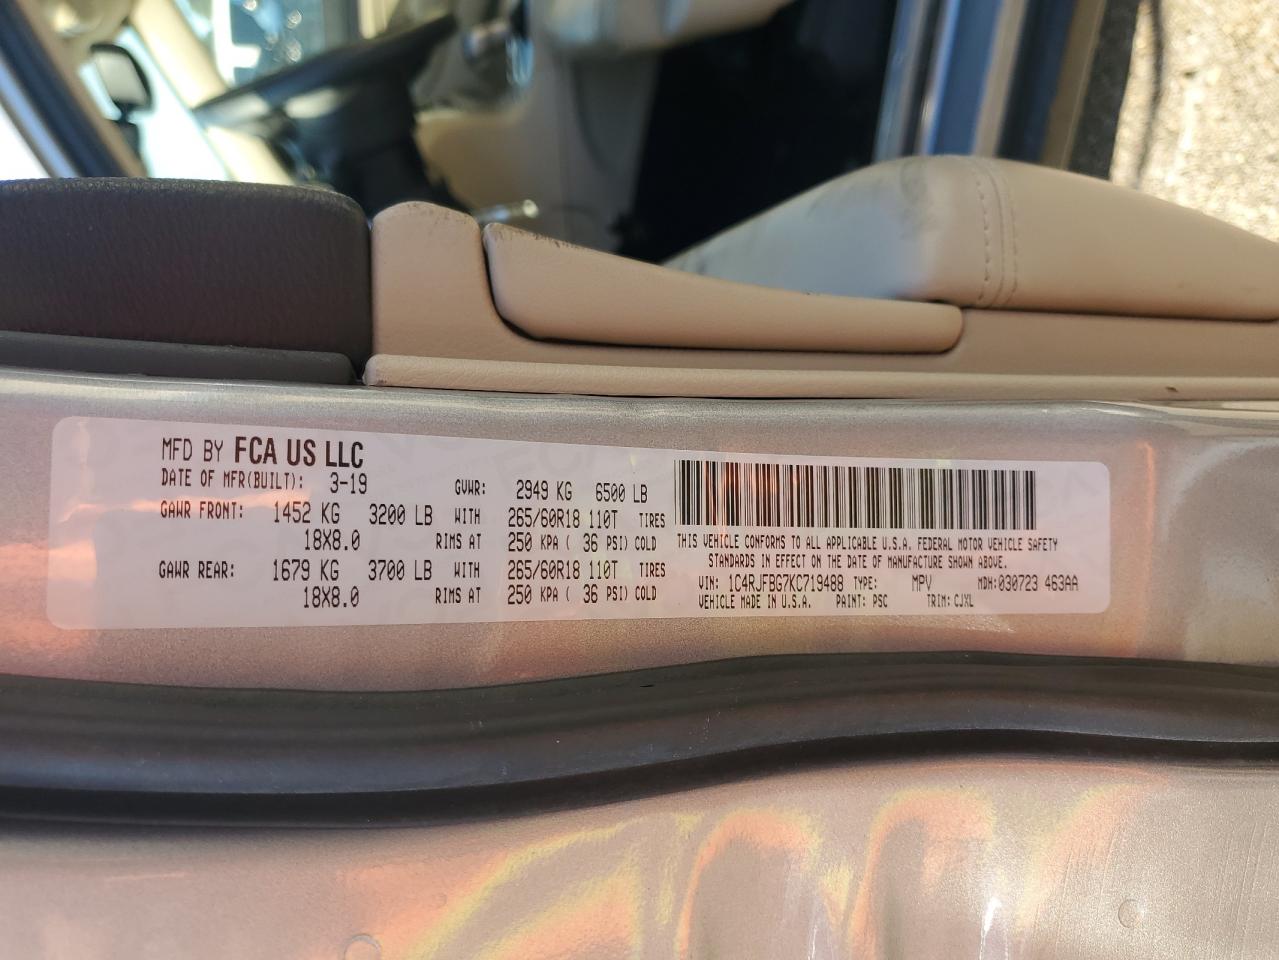 MFD BY FCA US LLC
DATE OF MFR(BUILT): 3-19 GVWR: 2949 KG 6500 LB
GAWR FRONT: 1452 KG 3200 LB WITH 265/60R18 110T TIRES
18X8.0 RIMS AT 250 KPA ( 36 PSI) COLD
GAWR REAR: 1679 KG 3700 LB WITH 265/60R18 110T TIRES
18X8.0 RIMS AT 250 KPA ( 36 PSI) COLD
THIS VEHICLE CONFORMS TO ALL APPLICABLE U.S.A. FEDERAL MOTOR VEHICLE SAFETY
STANDARDS IN EFFECT ON THE DATE OF MANUFACTURE SHOWN ABOVE.
VIN: 1C4RJFBG7KC719488 TYPE: MPV MDH:030723 463AA
VEHICLE MADE IN U.S.A. PAINT: PSC TRIM: CJXL